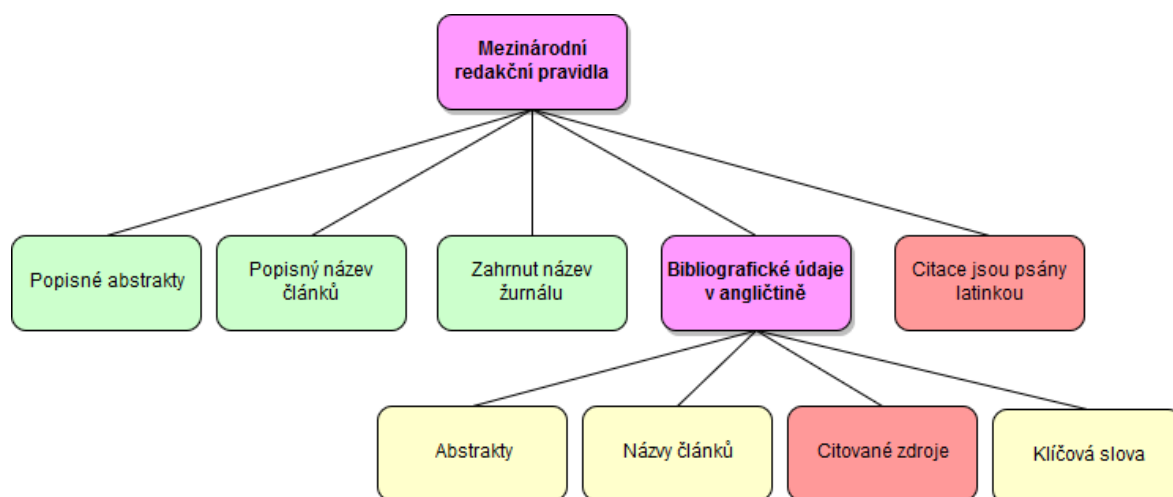 Mezinárodní
redakční pravidla
Popisné abstrakty
Popisný název
článků
Zahrnut název
žurnálu
Bibliografické údaje
v angličtině
Citace jsou psány
latinkou
Abstrakty
Názvy článků
Citované zdroje
Klíčová slova